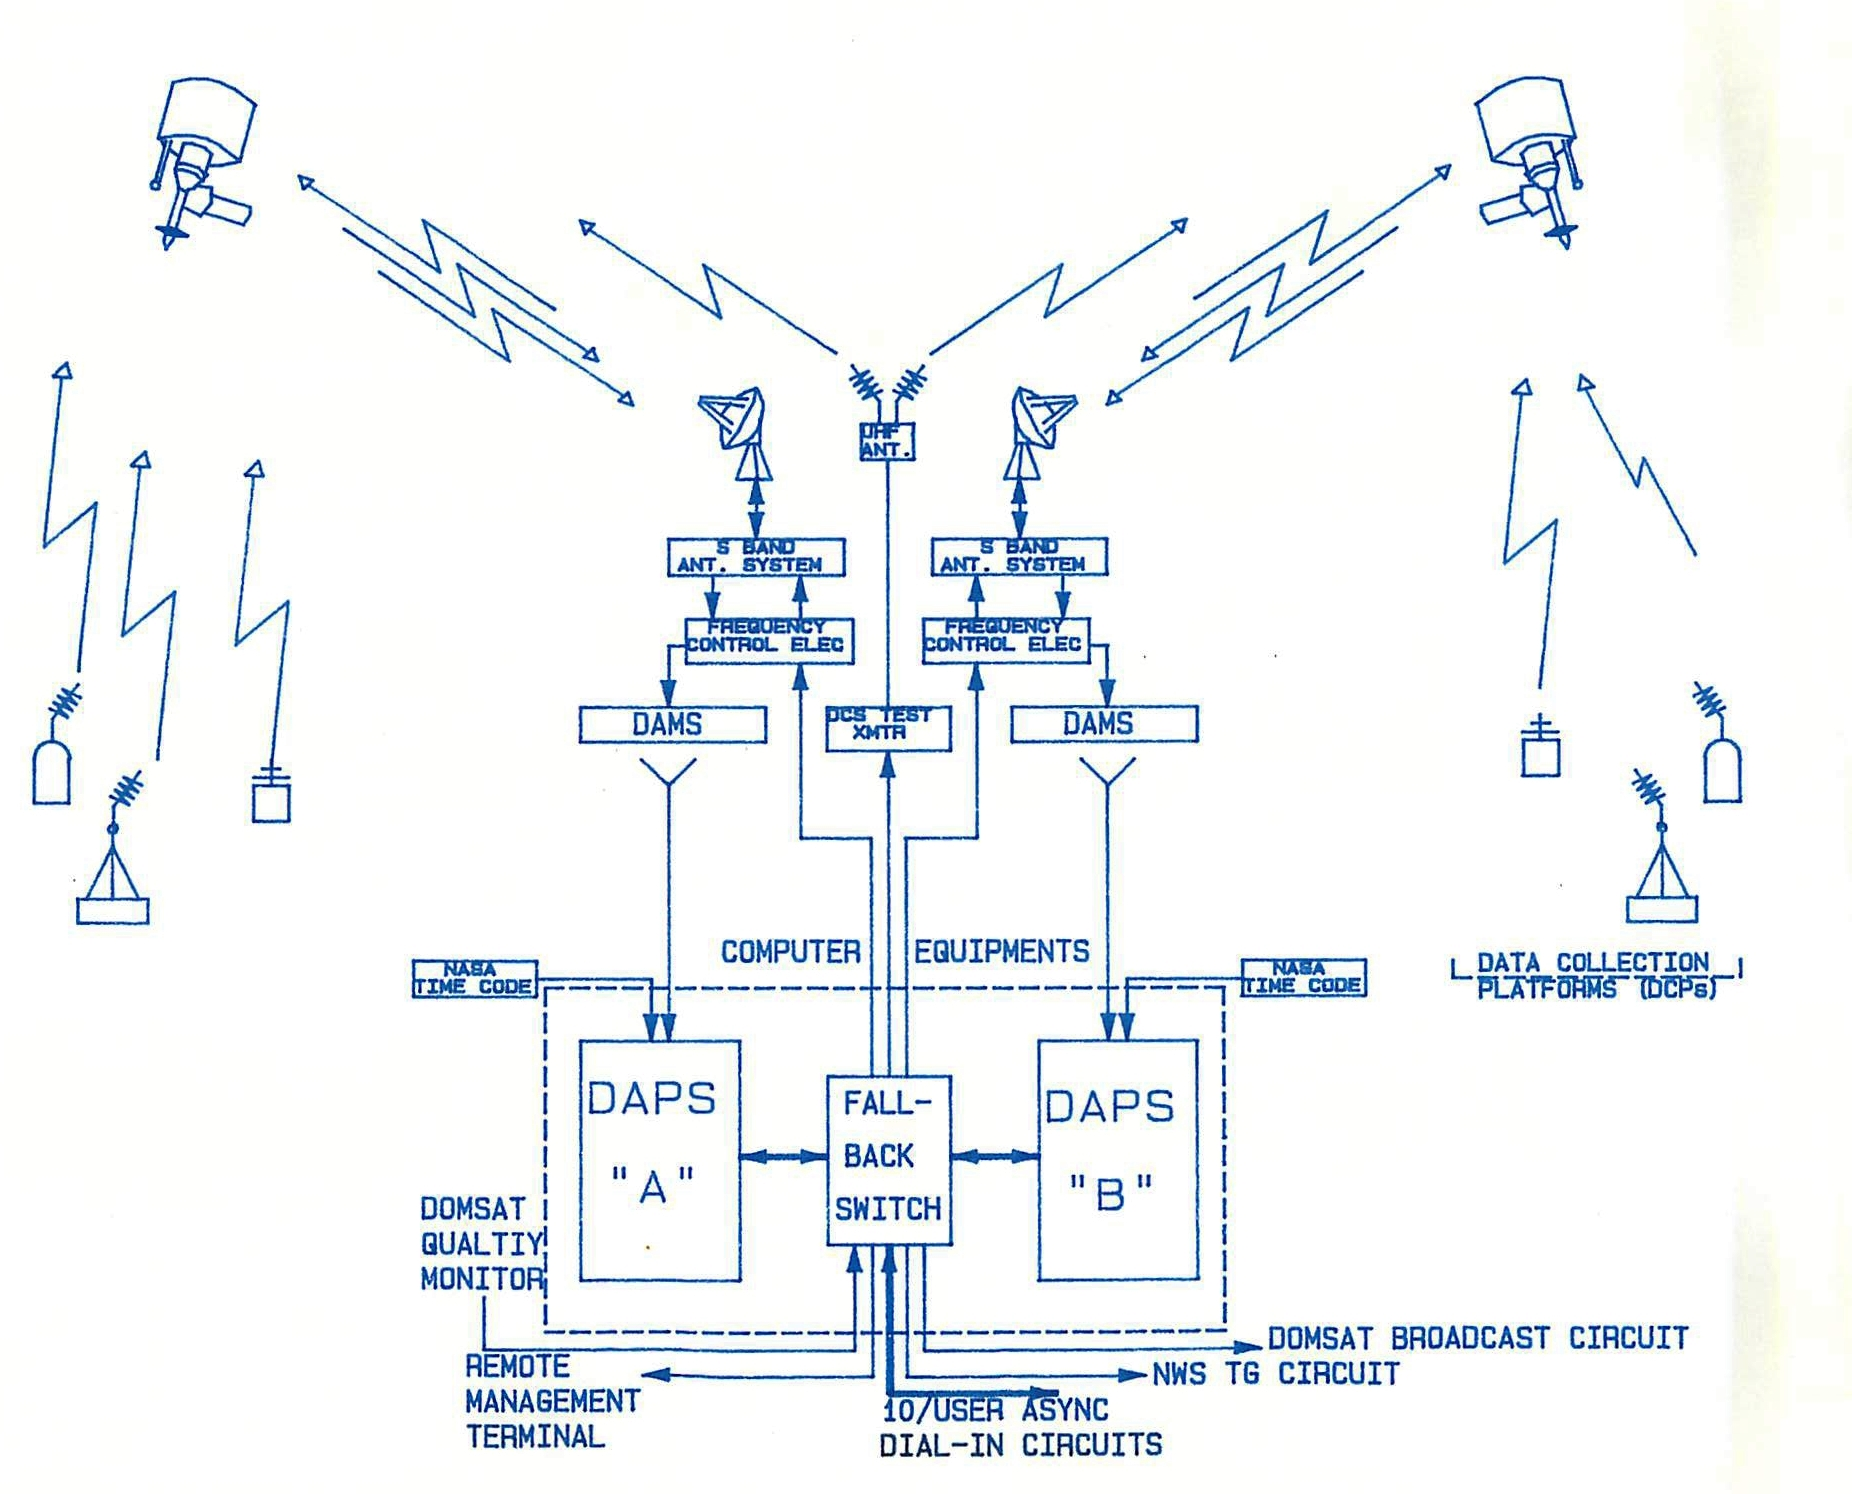 UHF
ANT.
S BAND
ANT. SYSTEM
S BAND
ANT. SYSTEM
FREQUENCY
CONTROL ELEC
FREQUENCY
CONTROL ELEC
DAMS
DCS TEST
XMTR
DAMS
COMPUTER EQUIPMENTS
NASA
TIME CODE
NASA
TIME CODE
DATA COLLECTION
PLATFORMS (DCPs)
DAPS
"A"
FALL-
BACK
SWITCH
DAPS
"B"
DOMSAT
QUALTIY
MONITOR
REMOTE
MANAGEMENT
TERMINAL
DOMSAT BROADCAST CIRCUIT
NWS TG CIRCUIT
10/USER ASYNC
DIAL-IN CIRCUITS